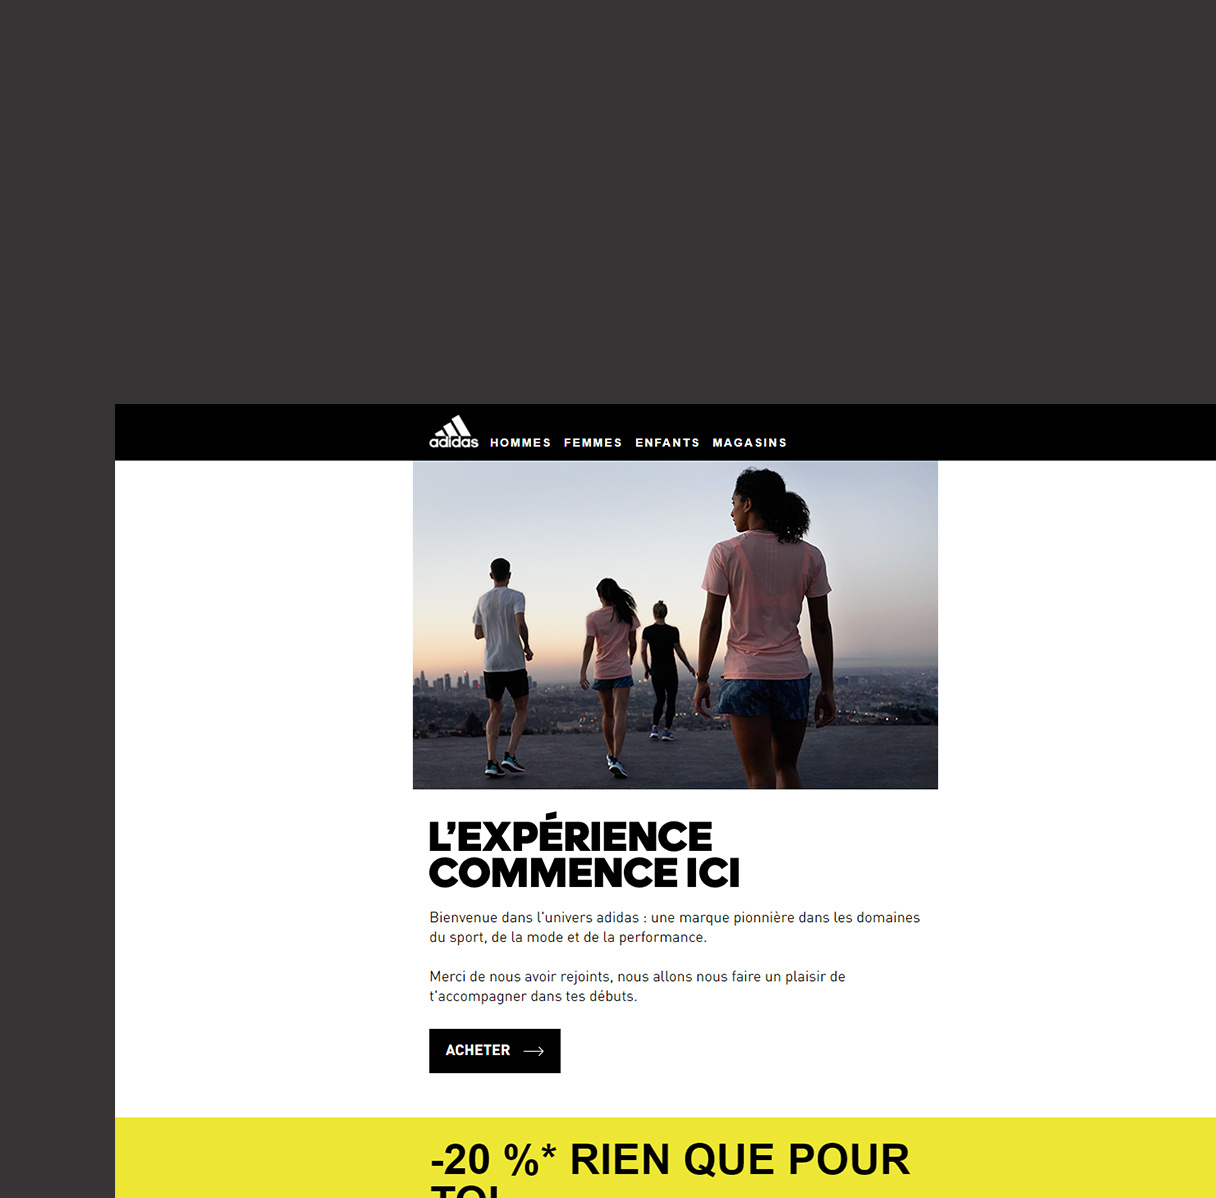 adidas HOMMES FEMMES ENFANTS MAGASINS
L’EXPÉRIENCE
COMMENCE ICI
Bienvenue dans l'univers adidas : une marque pionnière dans les domaines
du sport, de la mode et de la performance.
Merci de nous avoir rejoints, nous allons nous faire un plaisir de
t'accompagner dans tes débuts.
ACHETER
-20 %* RIEN QUE POUR
TOI